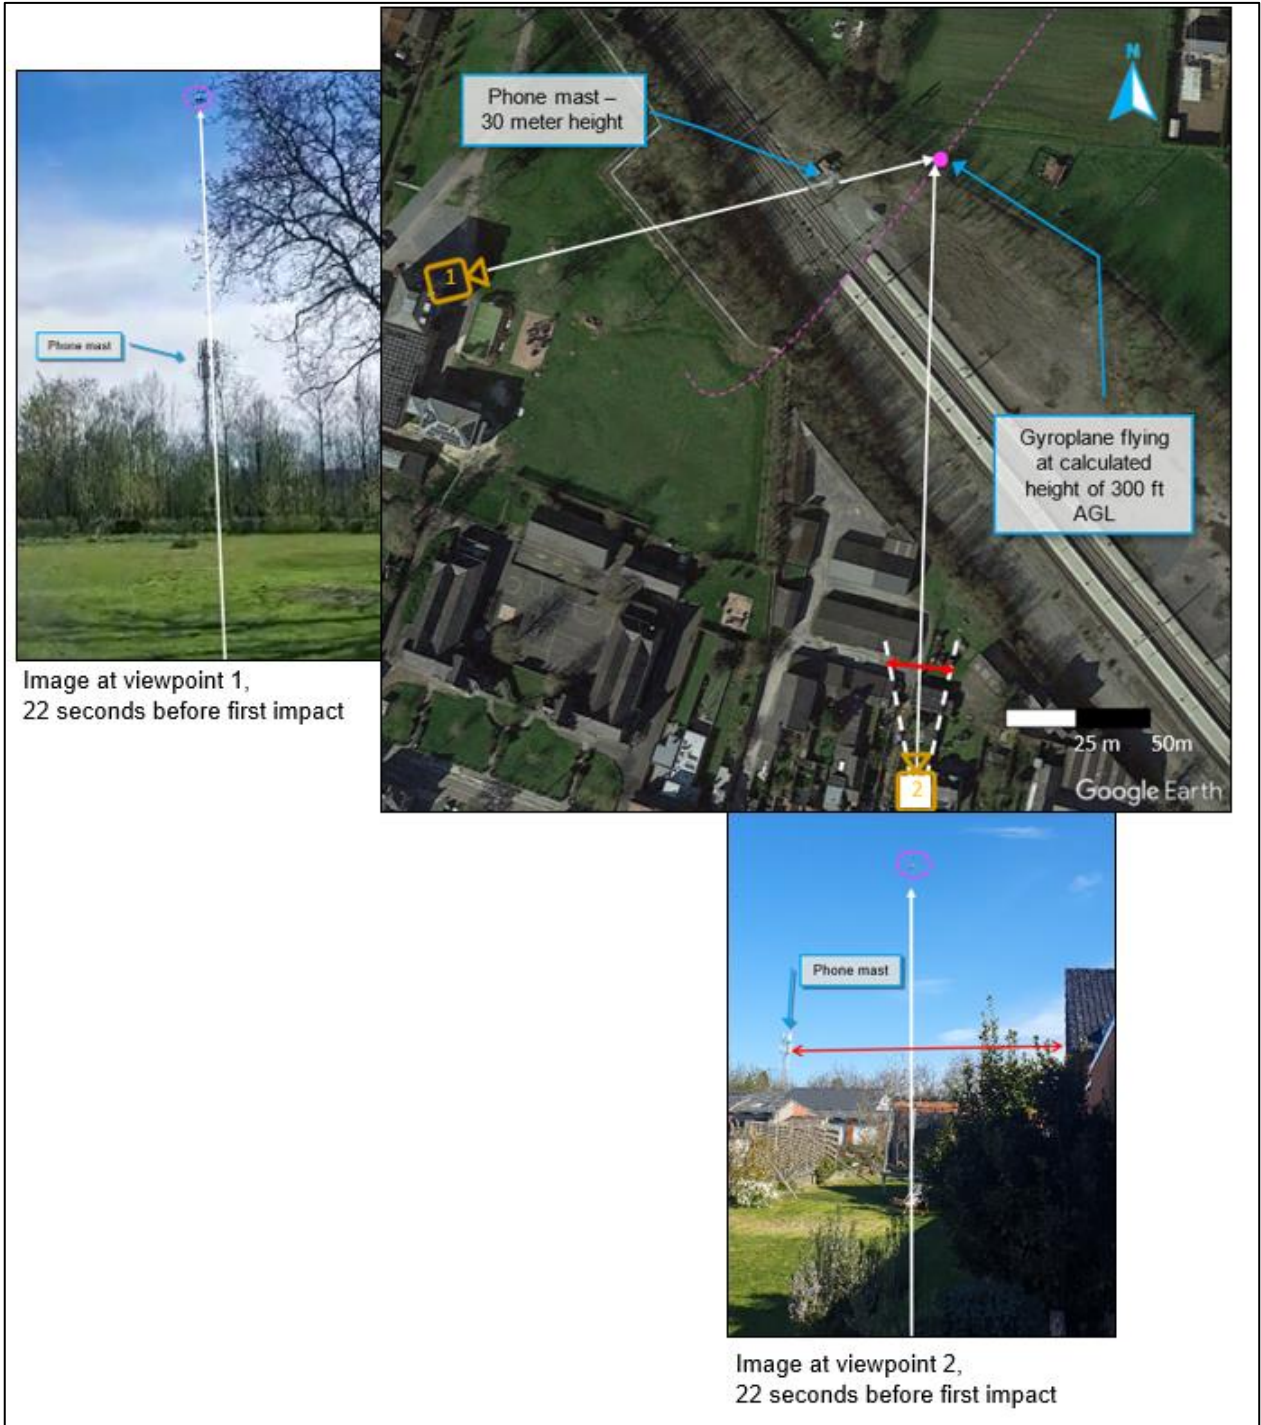 N
Phone mast –
30 meter height
1
Phone mast
Gyroplane flying
at calculated
height of 300 ft
AGL
Image at viewpoint 1,
22 seconds before first impact
25 m 50m
2
Google Earth
Phone mast
Image at viewpoint 2,
22 seconds before first impact